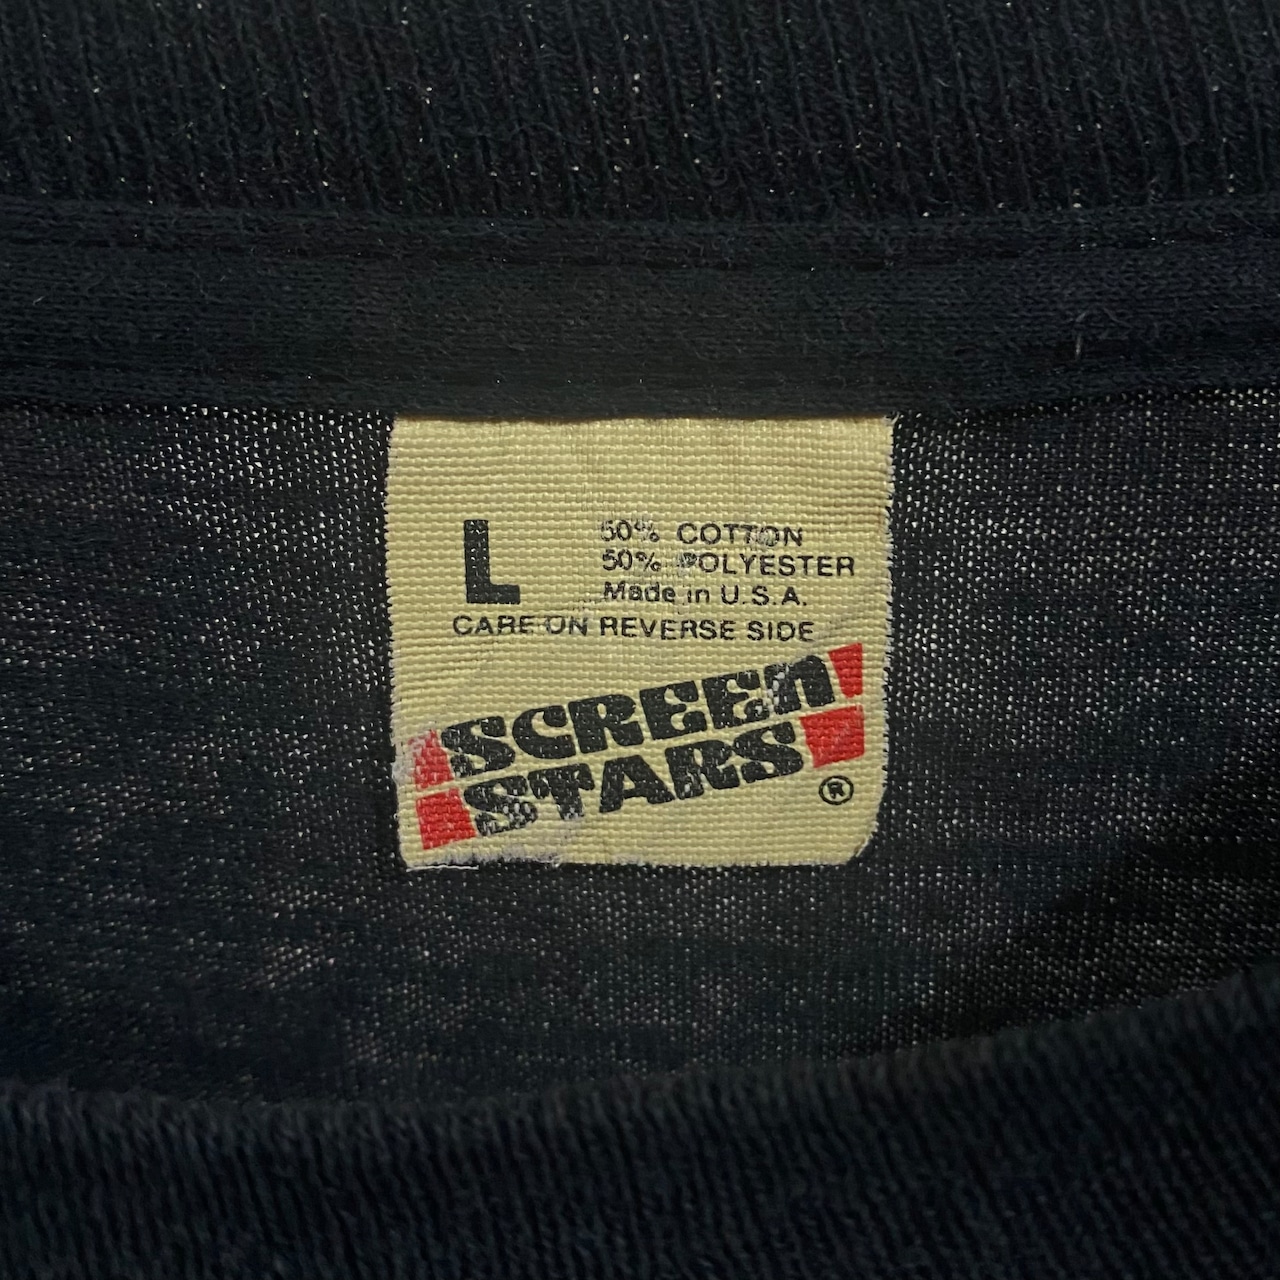 L
50% COTTON
50% POLYESTER
Made in U.S.A.
CARE ON REVERSE SIDE
SCREEN
STARS
®